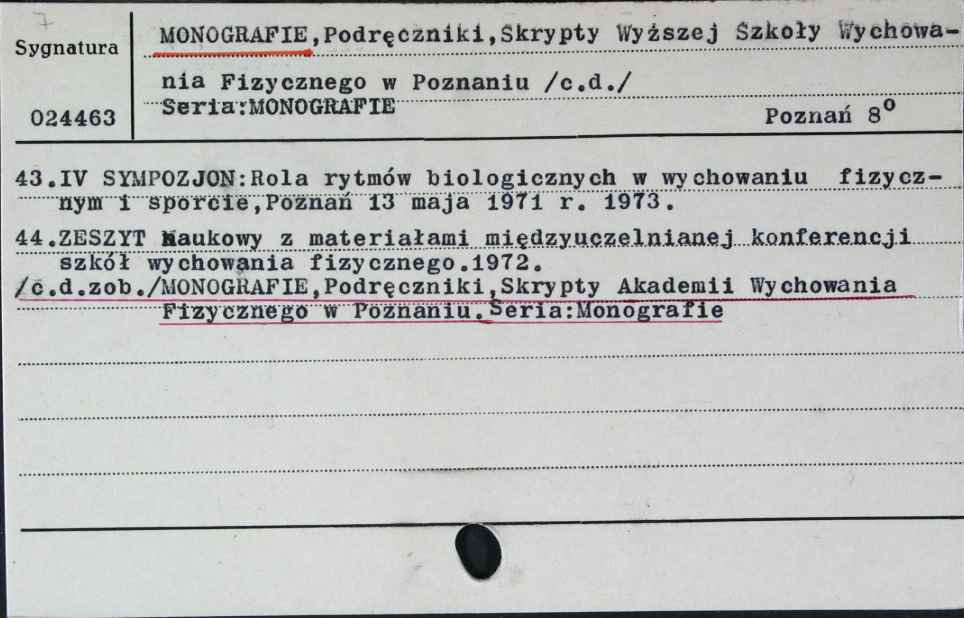 7
Sygnatura
MONOGRAFIE,Podręczniki,Skrypty Wyższej Szkoły Wychowa-
nia Fizycznego w Poznaniu /c.d./
Seria:MONOGRAFIE
024463
Poznań 8⁰
43.IV SYMPOZJON:Rola rytmów biologicznych w wychowaniu fizycz-
nym i sporcie,Poznań 13 maja 1971 r. 1973.
44.ZESZYT Naukowy z materiałami międzyuczelnianej konferencji
szkół wychowania fizycznego.1972.
/c.d.zob./MONOGRAFIE,Podręczniki,Skrypty Akademii Wychowania
Fizycznego w Poznaniu.Seria:Monografie